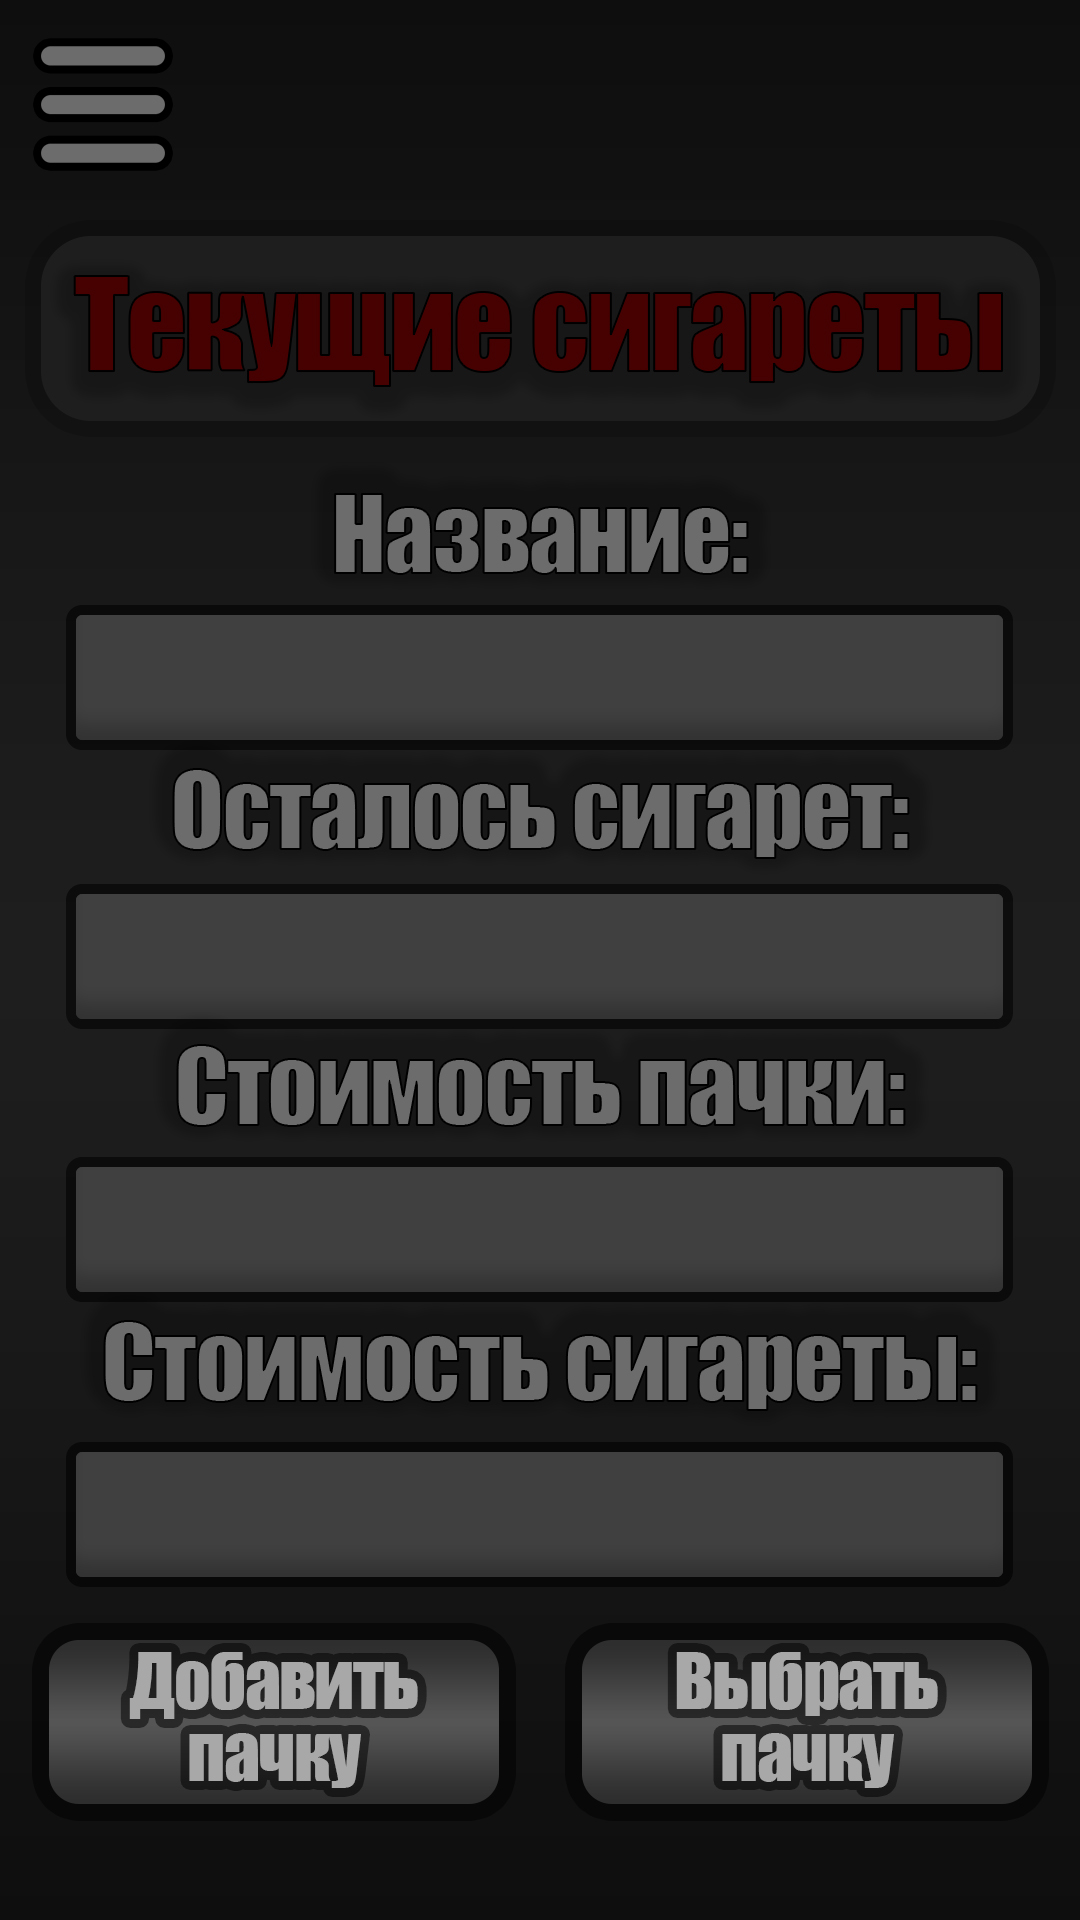 Текущие сигареты
Название:
Осталось сигарет:
Стоимость пачки:
Стоимость сигареты:
Добавить
пачку
Выбрать
пачку